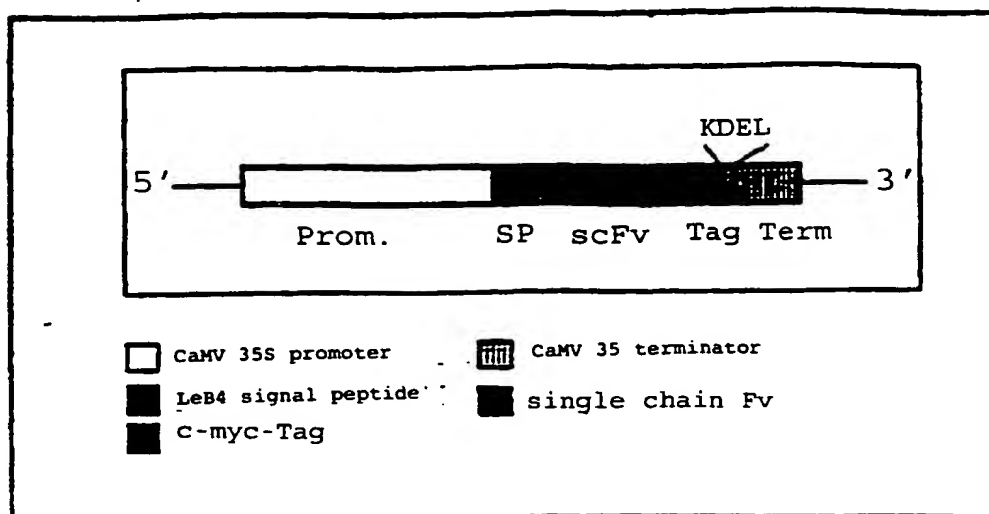 KDEL
5' 3'
Prom. SP scFv Tag Term
CaMV 35S promoter CaMV 35 terminator
LeB4 signal peptide single chain Fv
c-myc-Tag